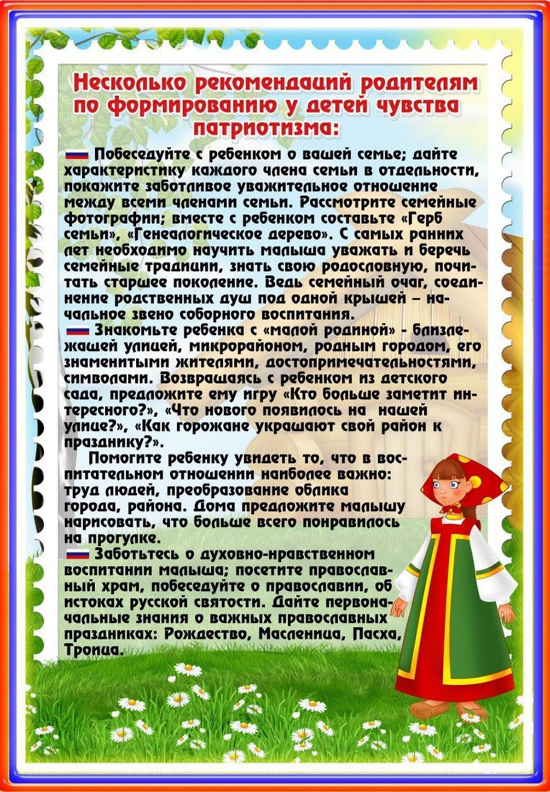 Несколько рекомендаций родителям
по формированию у детей чувства
патриотизма:
Побеседуйте с ребенком о вашей семье; дайте
характеристику каждого члена семьи в отдельности,
покажите заботливое уважительное отношение
между всеми членами семьи. Рассмотрите семейные
фотографии; вместе с ребенком составьте «Герб
семьи», «Генеалогическое дерево». С самых ранних
лет необходимо научить малыша уважать и беречь
семейные традиции, знать свою родословную, почи-
тать старшее поколение. Ведь семейный очаг, соеди-
нение родственных душ под одной крышей – на-
чальное звено соборного воспитания.
Знакомьте ребенка с «малой родиной» - близле-
жащей улицей, микрорайоном, родным городом, его
знаменитыми жителями, достопримечательностями,
символами. Возвращаясь с ребенком из детского
сада, предложите ему игру «Кто больше заметит ин-
тересного?», «Что нового появилось на нашей
улице?», «Как горожане украшают свой район к
празднику?».
Помогите ребенку увидеть то, что в вос-
питательном отношении наиболее важно:
труд людей, преобразование облика
города, района. Дома предложите малышу
нарисовать, что больше всего понравилось
на прогулке.
Заботьтесь о духовно-нравственном
воспитании малыша; посетите православ-
ный храм, побеседуйте о православии, об
истоках русской святости. Дайте первона-
чальные знания о важных православных
праздниках: Рождество, Масленица, Пасха,
Троица.